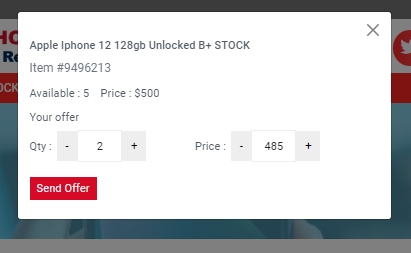 Apple Iphone 12 128gb Unlocked B+ STOCK
Item #9496213
Available : 5 Price : $500
Your offer
Qty : - 2 + Price : - 485 +
Send Offer